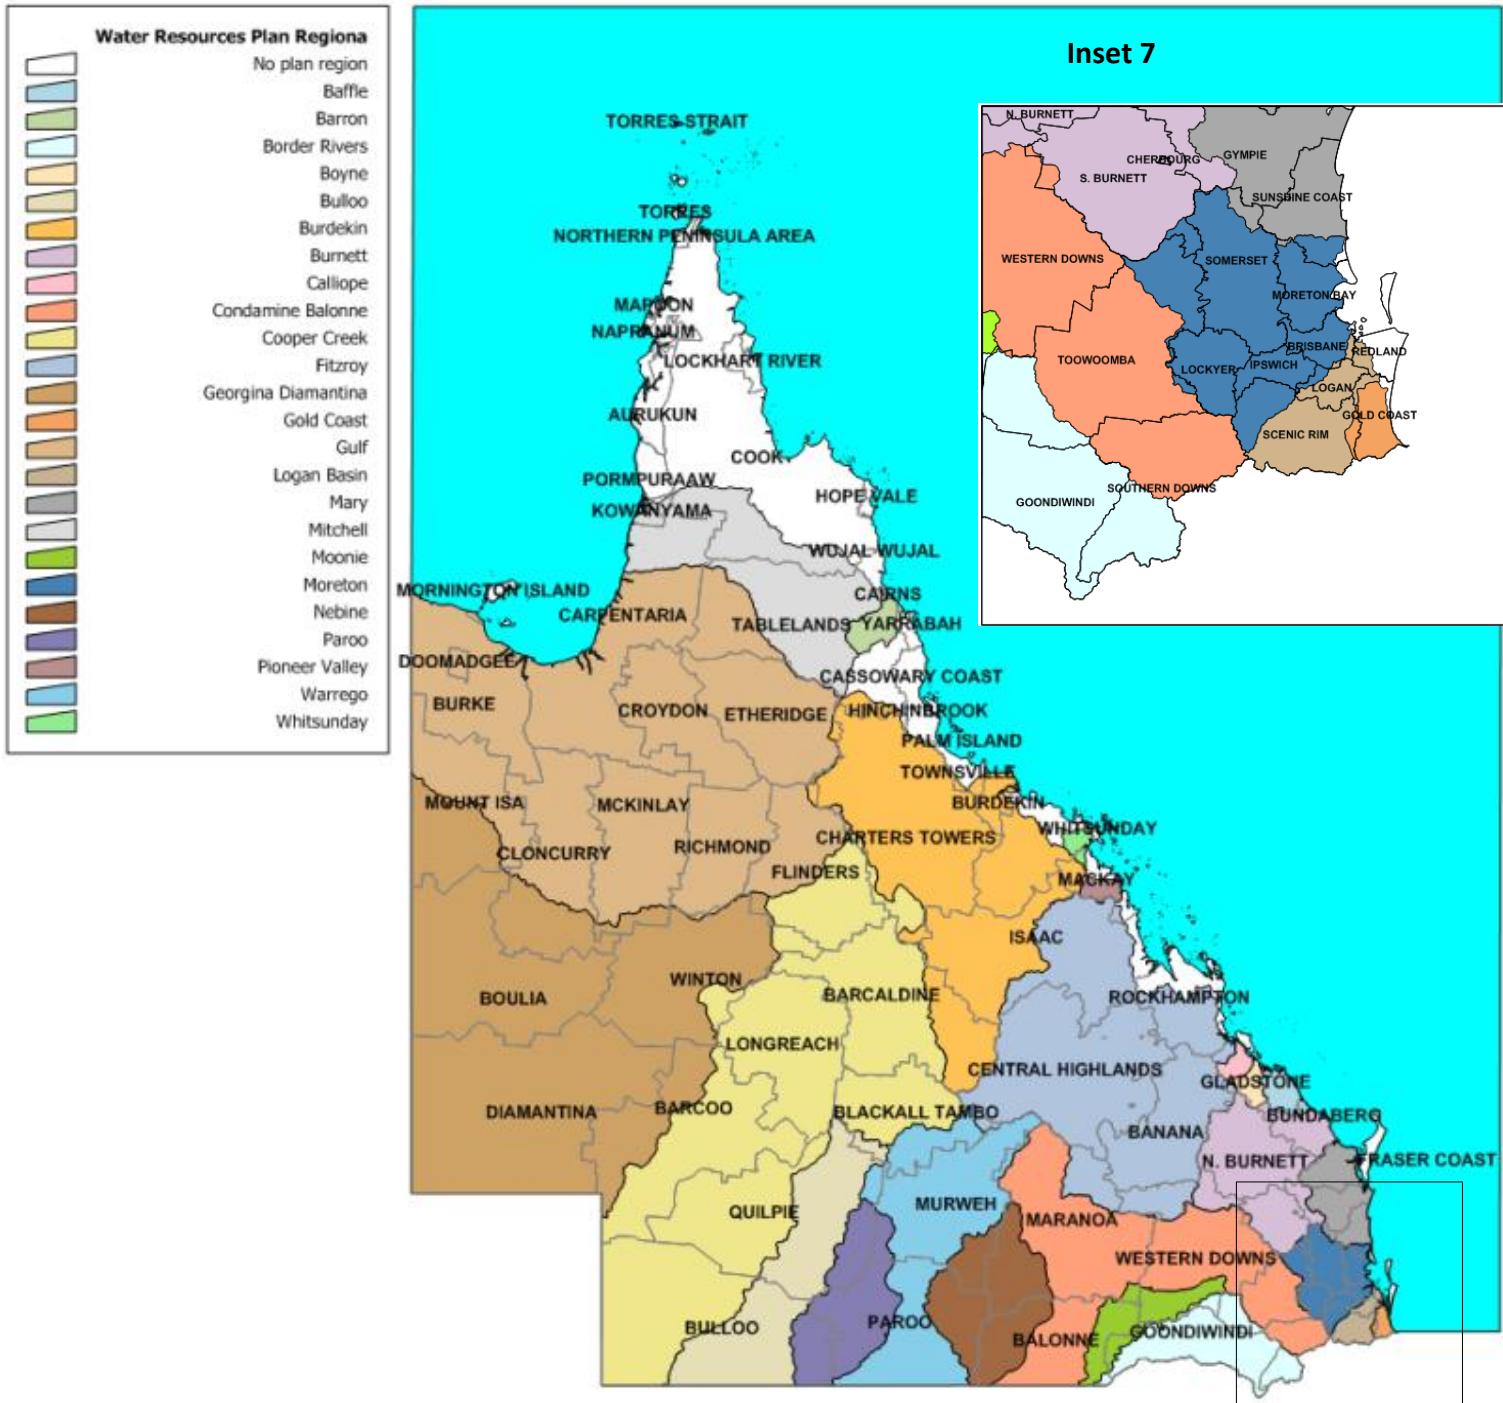 Water Resources Plan Regiona
No plan region
Baffle
Barron
Border Rivers
Boyne
Bulloo
Burdekin
Burnett
Calliope
Condamine Balonne
Cooper Creek
Fitzroy
Georgina Diamantina
Gold Coast
Gulf
Logan Basin
Mary
Mitchell
Moonie
Moreton
Nebine
Paroo
Pioneer Valley
Warrego
Whitsunday
Inset 7
N. BURNETT
CHERBOURG
GYMPIE
S. BURNETT
SUNSHINE COAST
WESTERN DOWNS
SOMERSET
MORETON BAY
BRISBANE
REDLAND
TOOWOOMBA
LOCKYER
IPSWICH
LOGAN
GOLD COAST
SCENIC RIM
SOUTHERN DOWNS
GOONDIWINDI
TORRES STRAIT
TORRES
NORTHERN PENINSULA AREA
MAPOON
NAPRANUM
LOCKHART RIVER
AURUKUN
COOK
PORMPURAAW
HOPE VALE
KOWANYAMA
WUJAL WUJAL
MORNINGTON ISLAND
CAIRNS
CARPENTARIA
TABLELANDS
YARRABAH
DOOMADGEE
CASSOWARY COAST
BURKE
CROYDON
ETHERIDGE
HINCHINBROOK
PALM ISLAND
TOWNSVILLE
MOUNT ISA
MCKINLAY
BURDEKIN
WHITSUNDAY
CHARTERS TOWERS
CLONCURRY
RICHMOND
FLINDERS
MACKAY
ISAAC
WINTON
BOULIA
BARCALDINE
ROCKHAMPTON
LONGREACH
CENTRAL HIGHLANDS
GLADSTONE
DIAMANTINA
BARCOO
BLACKALL TAMBO
BUNDABERG
BANANA
N. BURNETT
FRASER COAST
QUILPIE
MURWEH
MARANOA
WESTERN DOWNS
BULLOO
PAROO
BALONNE
GOONDIWINDI